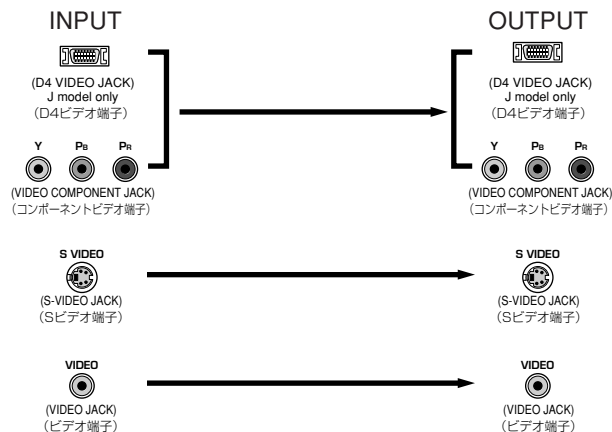 INPUT
(D4 VIDEO JACK)
J model only
(D4ビデオ端子)
Y PB PR
(VIDEO COMPONENT JACK)
(コンポーネントビデオ端子)
S VIDEO
(S-VIDEO JACK)
(Sビデオ端子)
VIDEO
(VIDEO JACK)
(ビデオ端子)
OUTPUT
(D4 VIDEO JACK)
J model only
(D4ビデオ端子)
Y PB PR
(VIDEO COMPONENT JACK)
(コンポーネントビデオ端子)
S VIDEO
(S-VIDEO JACK)
(Sビデオ端子)
VIDEO
(VIDEO JACK)
(ビデオ端子)